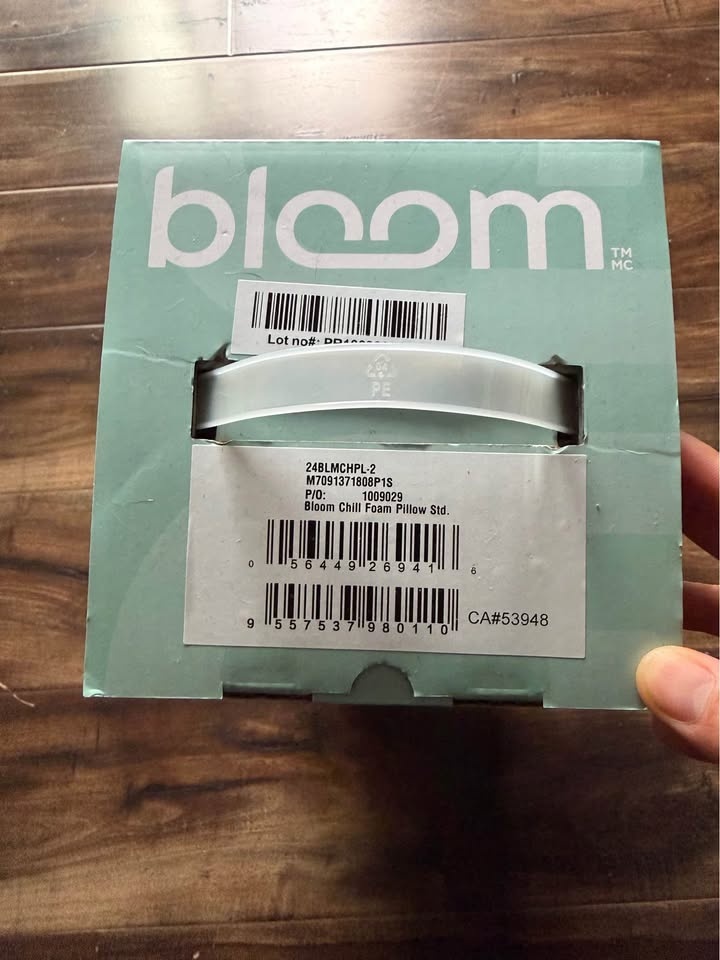 bloom
TM
MC
Lot no#:
04
PE
24BLMCHPL-2
M7091371808P1S
P/O: 1009029
Bloom Chill Foam Pillow Std.
0 56449 26941 6
9 557537 980110
CA#53948